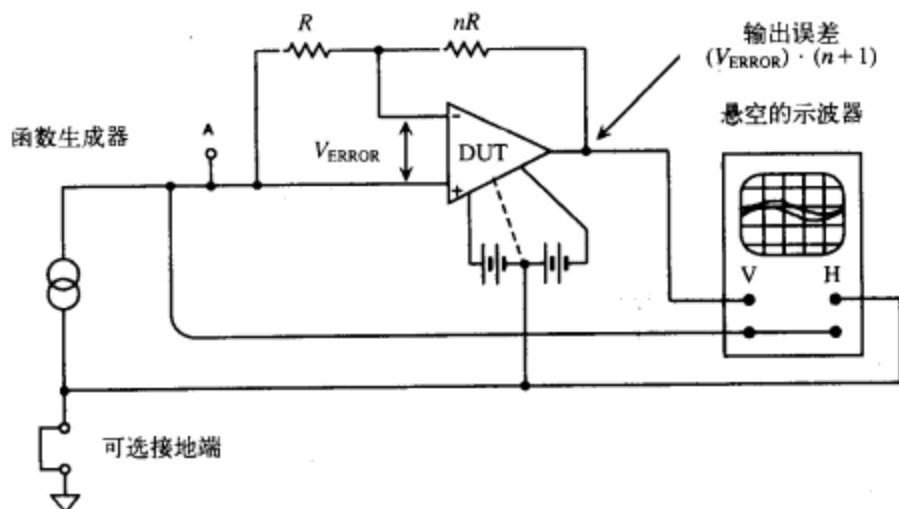 R
nR
输出误差
(VERROR)·(n+1)
悬空的示波器
函数生成器
A
VERROR
-
DUT
+
V
H
可选接地端